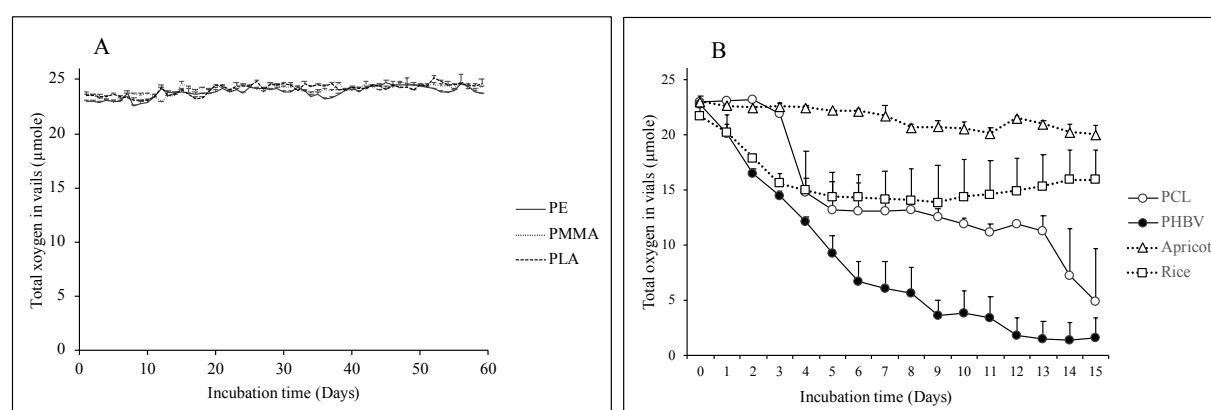 A
Total xoygen in vails (µmole)
25
20
15
10
5
0
0 10 20 30 40 50 60
Incubation time (Days)
PE
PMMA
PLA
B
Total oxygen in vials (µmole)
25
20
15
10
5
0
0 1 2 3 4 5 6 7 8 9 10 11 12 13 14 15
Incubation time (Days)
PCL
PHBV
Apricot
Rice